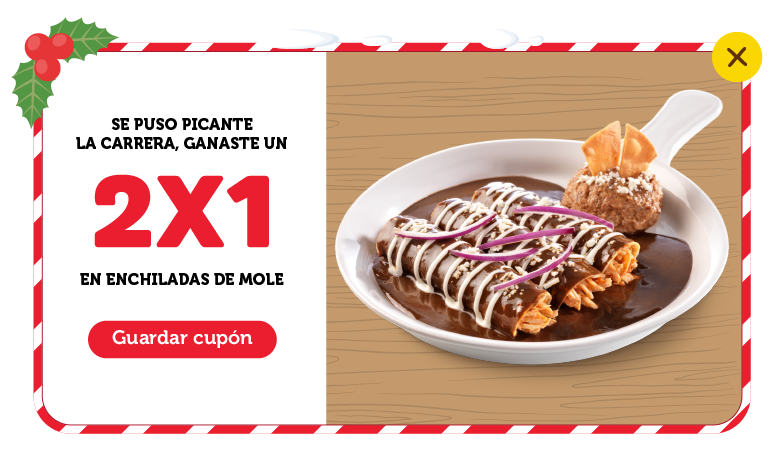 SE PUSO PICANTE
LA CARRERA, GANASTE UN
2X1
EN ENCHILADAS DE MOLE
Guardar cupón